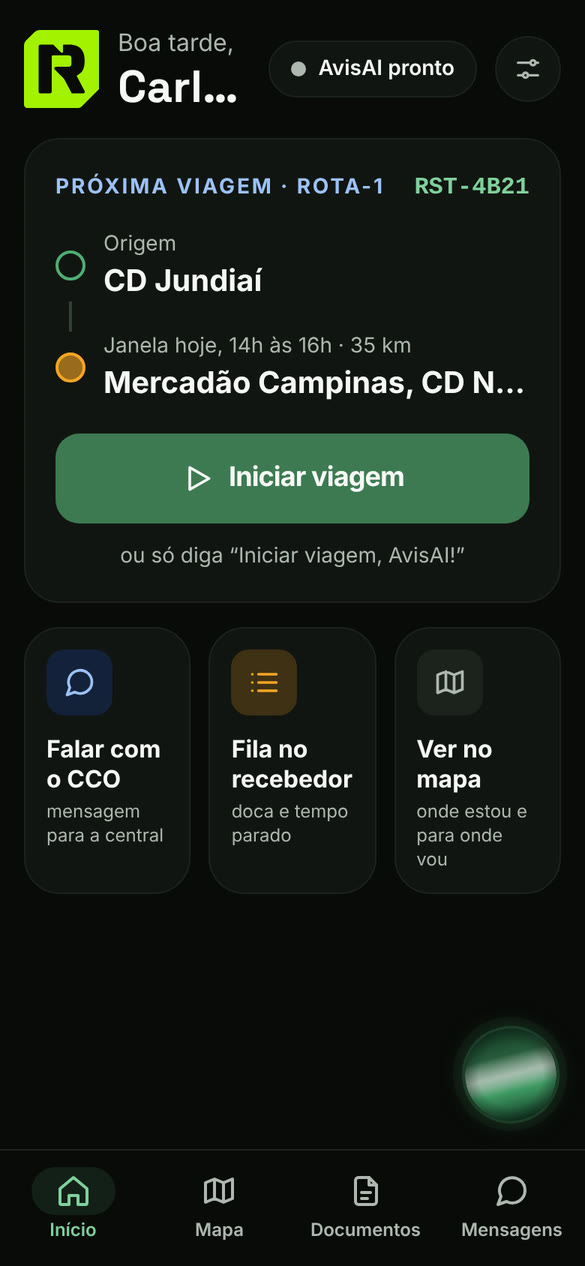 R
Boa tarde,
Carl...
AvisAI pronto
PRÓXIMA VIAGEM · ROTA-1
RST-4B21
Origem
CD Jundiaí
Janela hoje, 14h às 16h · 35 km
Mercadão Campinas, CD N...
Iniciar viagem
ou só diga “Iniciar viagem, AvisAI!”
Falar com
o CCO
mensagem
para a central
Fila no
recebedor
doca e tempo
parado
Ver no
mapa
onde estou e
para onde
vou
Início
Mapa
Documentos
Mensagens